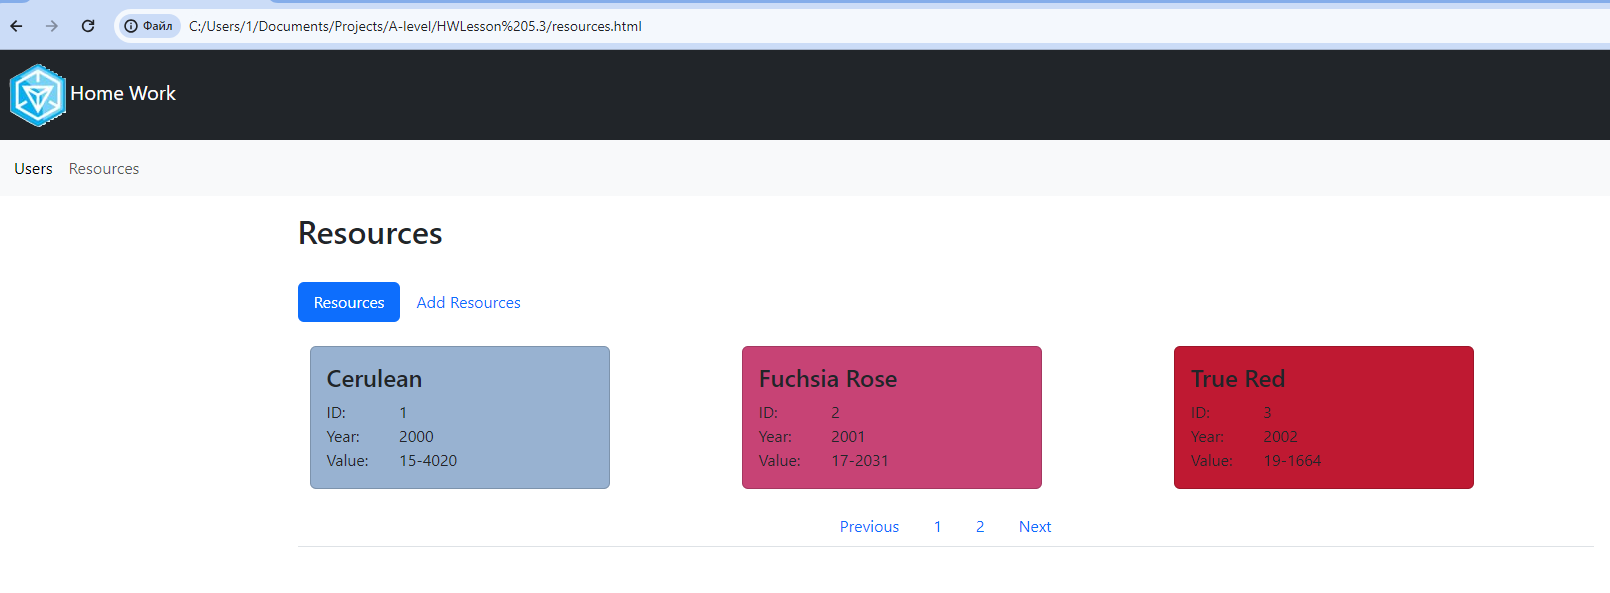 Файл C:/Users/1/Documents/Projects/A-level/HWLesson%205.3/resources.html
Home Work
Users Resources
Resources
Resources Add Resources
Cerulean
ID: 1
Year: 2000
Value: 15-4020
Fuchsia Rose
ID: 2
Year: 2001
Value: 17-2031
True Red
ID: 3
Year: 2002
Value: 19-1664
Previous 1 2 Next